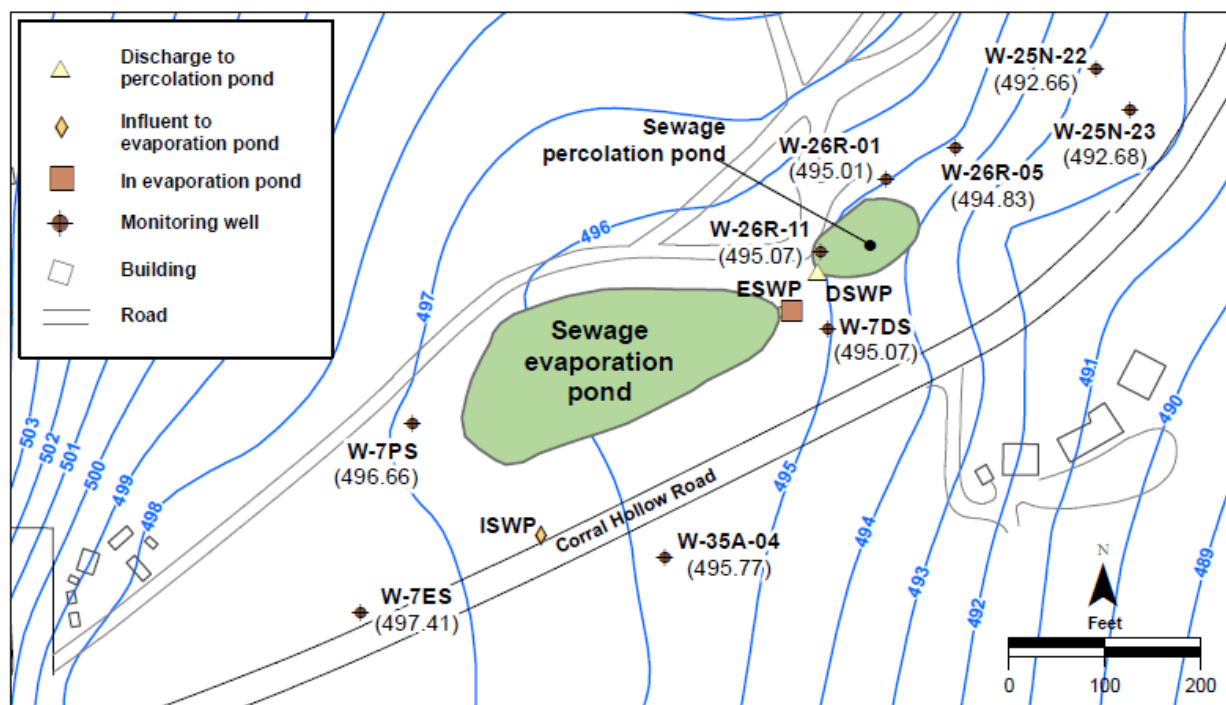 Discharge to
percolation pond
Influent to
evaporation pond
In evaporation pond
Monitoring well
Building
Road
W-25N-22
(492.66)
W-25N-23
(492.68)
Sewage
percolation pond
W-26R-01
(495.01)
W-26R-05
(494.83)
W-26R-11
(495.07)
ESWP
DSWP
W-7DS
(495.07)
Sewage
evaporation
pond
W-7PS
(496.66)
ISWP
Corral Hollow Road
W-35A-04
(495.77)
W-7ES
(497.41)
503
502
501
500
499
498
497
496
495
494
493
492
491
490
489
N
Feet
0 100 200